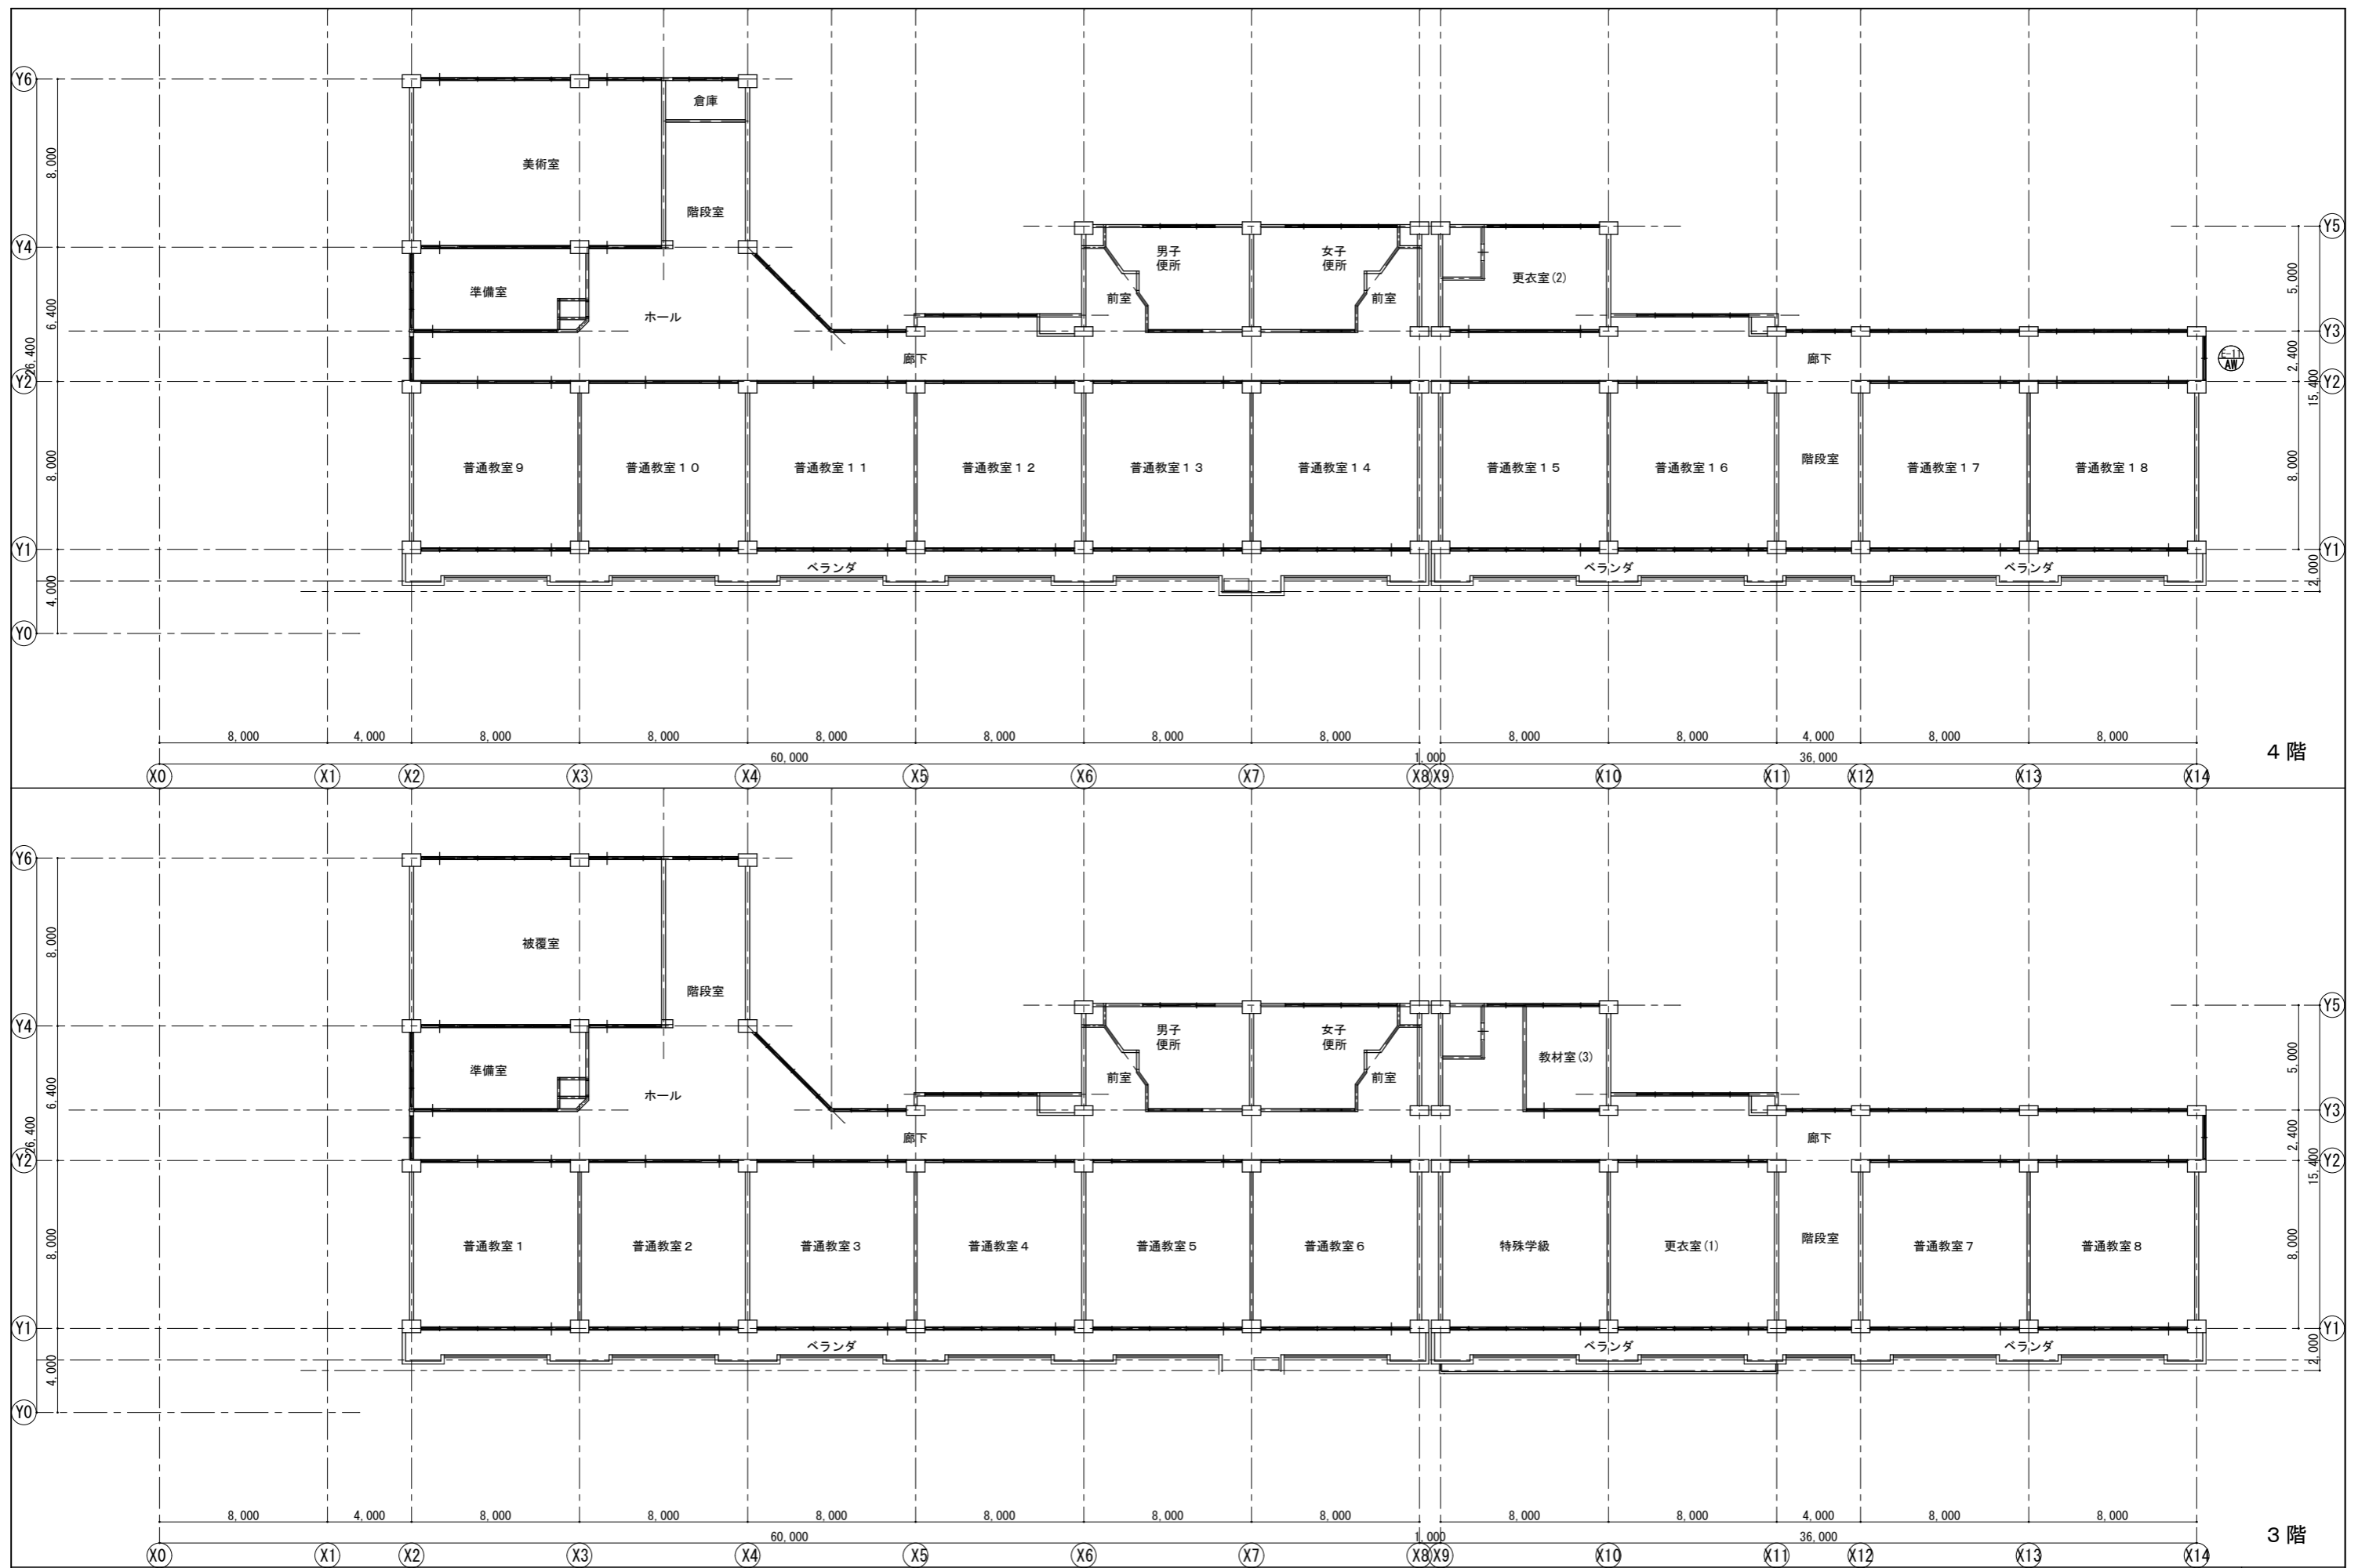 Y6
倉庫
8,000
美術室
階段室
Y4
Y5
男子
便所
女子
便所
更衣室(2)
準備室
前室
前室
5,000
6,400
ホール
Y3
廊下
廊下
E-11
AW
2,400
26,400
Y2
Y2
15,400
8,000
普通教室９
普通教室１０
普通教室１１
普通教室１２
普通教室１３
普通教室１４
普通教室１５
普通教室１６
階段室
普通教室１７
普通教室１８
8,000
Y1
Y1
ベランダ
ベランダ
ベランダ
4,000
2,000
Y0
8,000
4,000
8,000
8,000
8,000
8,000
8,000
8,000
8,000
8,000
4,000
8,000
8,000
60,000
1,000
36,000
４階
X0
X1
X2
X3
X4
X5
X6
X7
X8
X9
X10
X11
X12
X13
X14
Y6
8,000
被覆室
階段室
Y4
Y5
男子
便所
女子
便所
教材室(3)
準備室
前室
前室
5,000
6,400
ホール
Y3
廊下
廊下
2,400
26,400
Y2
Y2
15,400
8,000
普通教室１
普通教室２
普通教室３
普通教室４
普通教室５
普通教室６
特殊学級
更衣室(1)
階段室
普通教室７
普通教室８
8,000
Y1
Y1
ベランダ
ベランダ
ベランダ
4,000
2,000
Y0
8,000
4,000
8,000
8,000
8,000
8,000
8,000
8,000
8,000
8,000
4,000
8,000
8,000
60,000
1,000
36,000
３階
X0
X1
X2
X3
X4
X5
X6
X7
X8
X9
X10
X11
X12
X13
X14